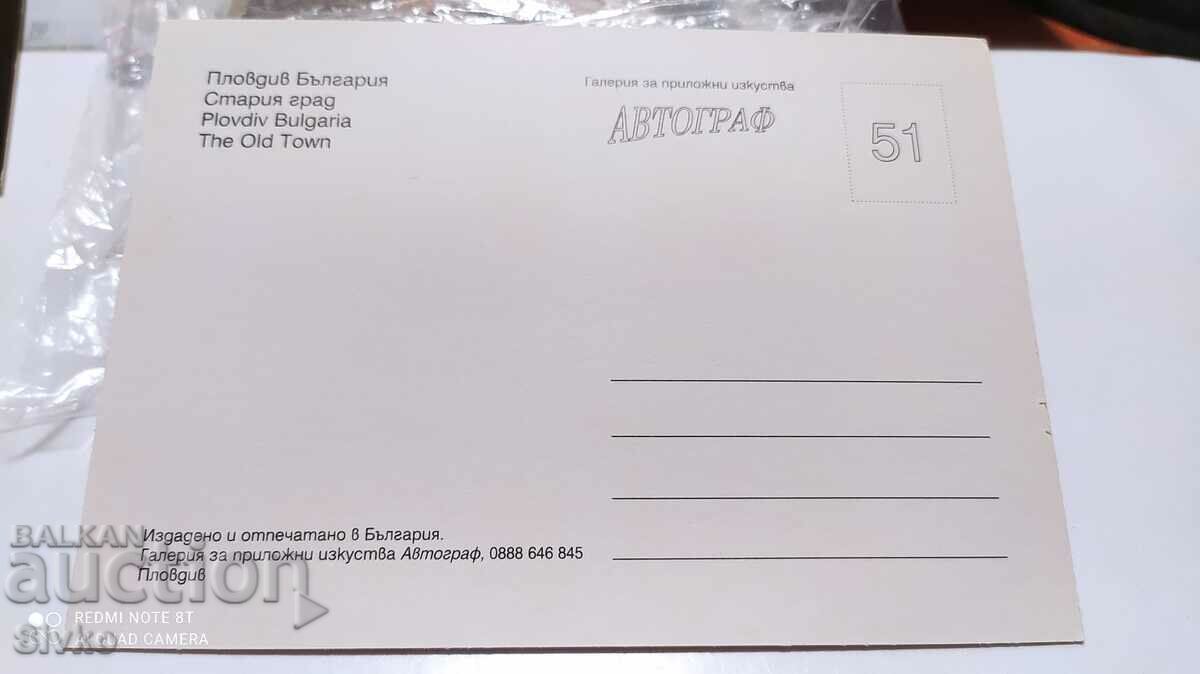 Пловдив България
Стария град
Plovdiv Bulgaria
The Old Town
Галерия за приложни изкуства
АВТОГРАФ
51
Издадено и отпечатано в България.
Галерия за приложни изкуства Автограф, 0888 646 845
Пловдив
BALKAN
auction
REDMI NOTE 8T
AI QUAD CAMERA
Sivko